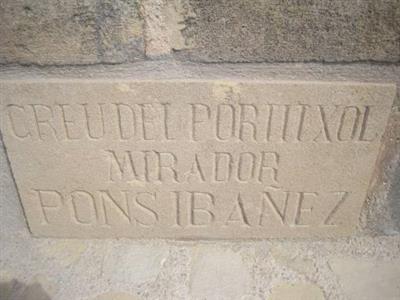 CREU DEL PORTITXOL
MIRADOR
PONS IBAÑEZ